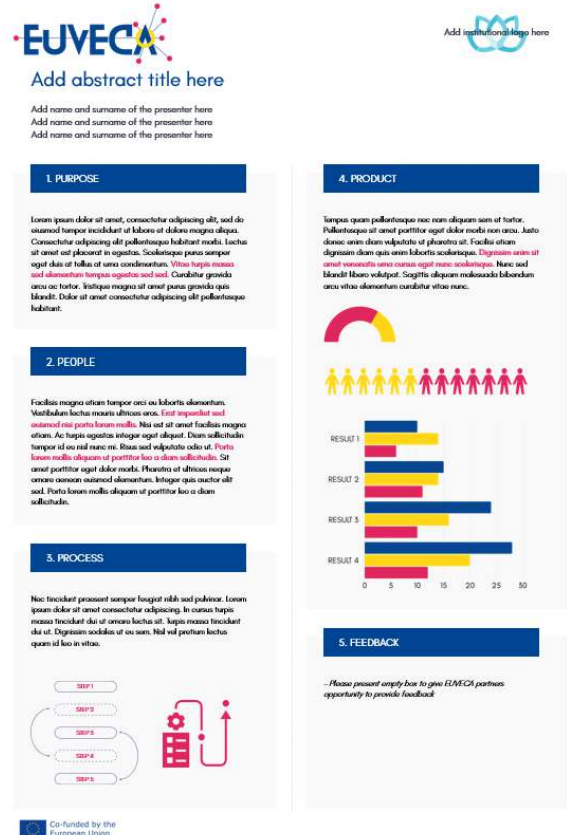 EUVECA
Add institutional logo here
Add abstract title here
Add name and surname of the presenter here
Add name and surname of the presenter here
Add name and surname of the presenter here
1. PURPOSE
Lorem ipsum dolor sit amet, consectetur adipiscing elit, sed do
eiusmod tempor incididunt ut labore et dolore magna aliqua.
Consectetur adipiscing elit pellentesque habitant morbi. Lectus
sit amet est placerat in egestas. Scelerisque purus semper
eget duis at tellus at urna condimentum. Vitae turpis massa
sed elementum tempus egestas sed sed. Curabitur gravida
arcu ac tortor. Tristique magna sit amet purus gravida quis
blandit. Dolor sit amet consectetur adipiscing elit pellentesque
habitant.
2. PEOPLE
Facilisis magna etiam tempor orci eu lobortis elementum.
Vestibulum lectus mauris ultrices eros. Erat imperdiet sed
euismod nisi porta lorem mollis. Nisi est sit amet facilisis magna
etiam. Ac turpis egestas integer eget aliquet. Diam sollicitudin
tempor id eu nisl nunc mi. Risus sed vulputate odio ut. Porta
lorem mollis aliquam ut porttitor leo a diam sollicitudin. Sit
amet porttitor eget dolor morbi. Pharetra et ultrices neque
ornare aenean euismod elementum. Integer quis auctor elit
sed. Porta lorem mollis aliquam ut porttitor leo a diam
sollicitudin.
3. PROCESS
Nec tincidunt praesent semper feugiat nibh sed pulvinar. Lorem
ipsum dolor sit amet consectetur adipiscing. In cursus turpis
massa tincidunt dui ut ornare lectus sit. Turpis massa tincidunt
dui ut. Dignissim sodales ut eu sem. Nisl vel pretium lectus
quam id leo in vitae.
STEP 1
STEP 2
STEP 3
STEP 4
STEP 5
4. PRODUCT
Tempus quam pellentesque nec nam aliquam sem et tortor.
Pellentesque sit amet porttitor eget dolor morbi non arcu. Justo
donec enim diam vulputate ut pharetra sit. Facilisi etiam
dignissim diam quis enim lobortis scelerisque. Dignissim enim sit
amet venenatis urna cursus eget nunc scelerisque. Nunc sed
blandit libero volutpat. Sagittis aliquam malesuada bibendum
arcu vitae elementum curabitur vitae nunc.
RESULT 1
RESULT 2
RESULT 3
RESULT 4
0 5 10 15 20 25 30
5. FEEDBACK
- Please present empty box to give EUVECA partners
opportunity to provide feedback
Co-funded by the
European Union